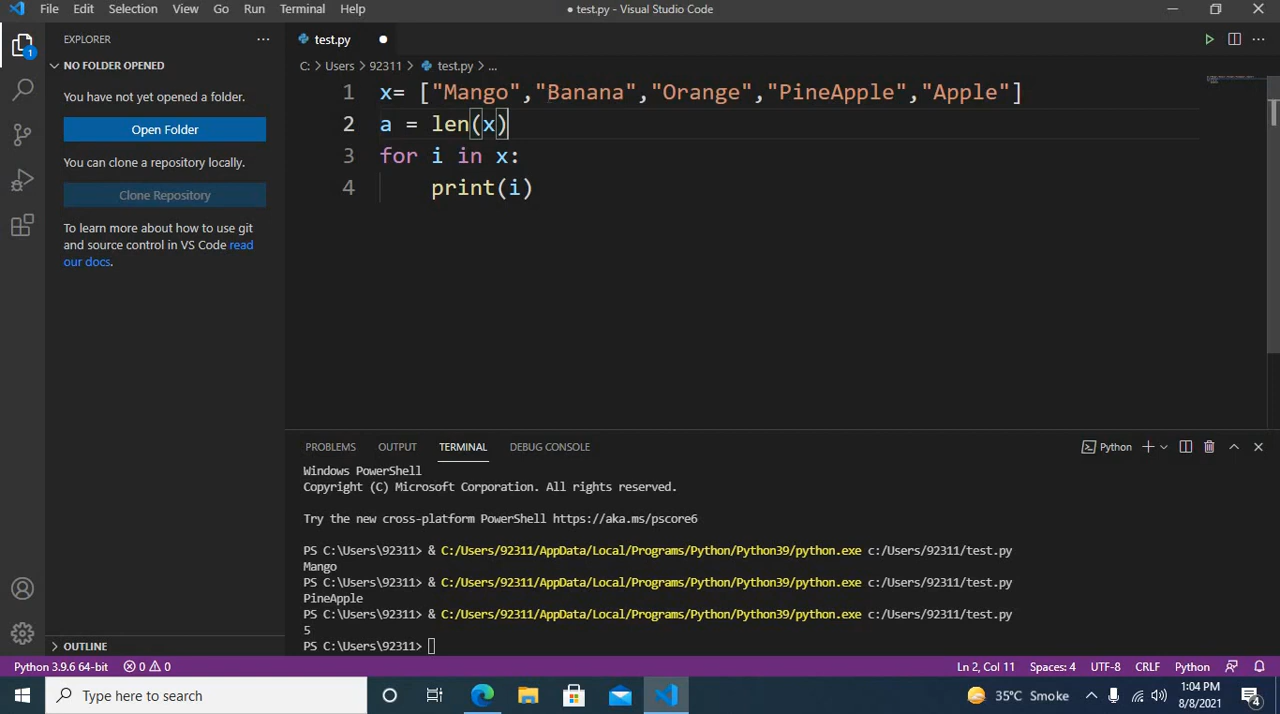 File Edit Selection View Go Run Terminal Help
● test.py - Visual Studio Code
EXPLORER
NO FOLDER OPENED
You have not yet opened a folder.
Open Folder
You can clone a repository locally.
Clone Repository
To learn more about how to use git
and source control in VS Code read
our docs.
OUTLINE
1
test.py
C: > Users > 92311 > test.py > ...
1 x= ["Mango","Banana","Orange","PineApple","Apple"]
2 a = len(x)
3 for i in x:
4 print(i)
PROBLEMS OUTPUT TERMINAL DEBUG CONSOLE
Python
Windows PowerShell
Copyright (C) Microsoft Corporation. All rights reserved.
Try the new cross-platform PowerShell https://aka.ms/pscore6
PS C:\Users\92311> & C:/Users/92311/AppData/Local/Programs/Python/Python39/python.exe c:/Users/92311/test.py
Mango
PS C:\Users\92311> & C:/Users/92311/AppData/Local/Programs/Python/Python39/python.exe c:/Users/92311/test.py
PineApple
PS C:\Users\92311> & C:/Users/92311/AppData/Local/Programs/Python/Python39/python.exe c:/Users/92311/test.py
5
PS C:\Users\92311>
Python 3.9.6 64-bit 0 0 Ln 2, Col 11 Spaces: 4 UTF-8 CRLF Python
Type here to search
35°C Smoke
1:04 PM
8/8/2021
4